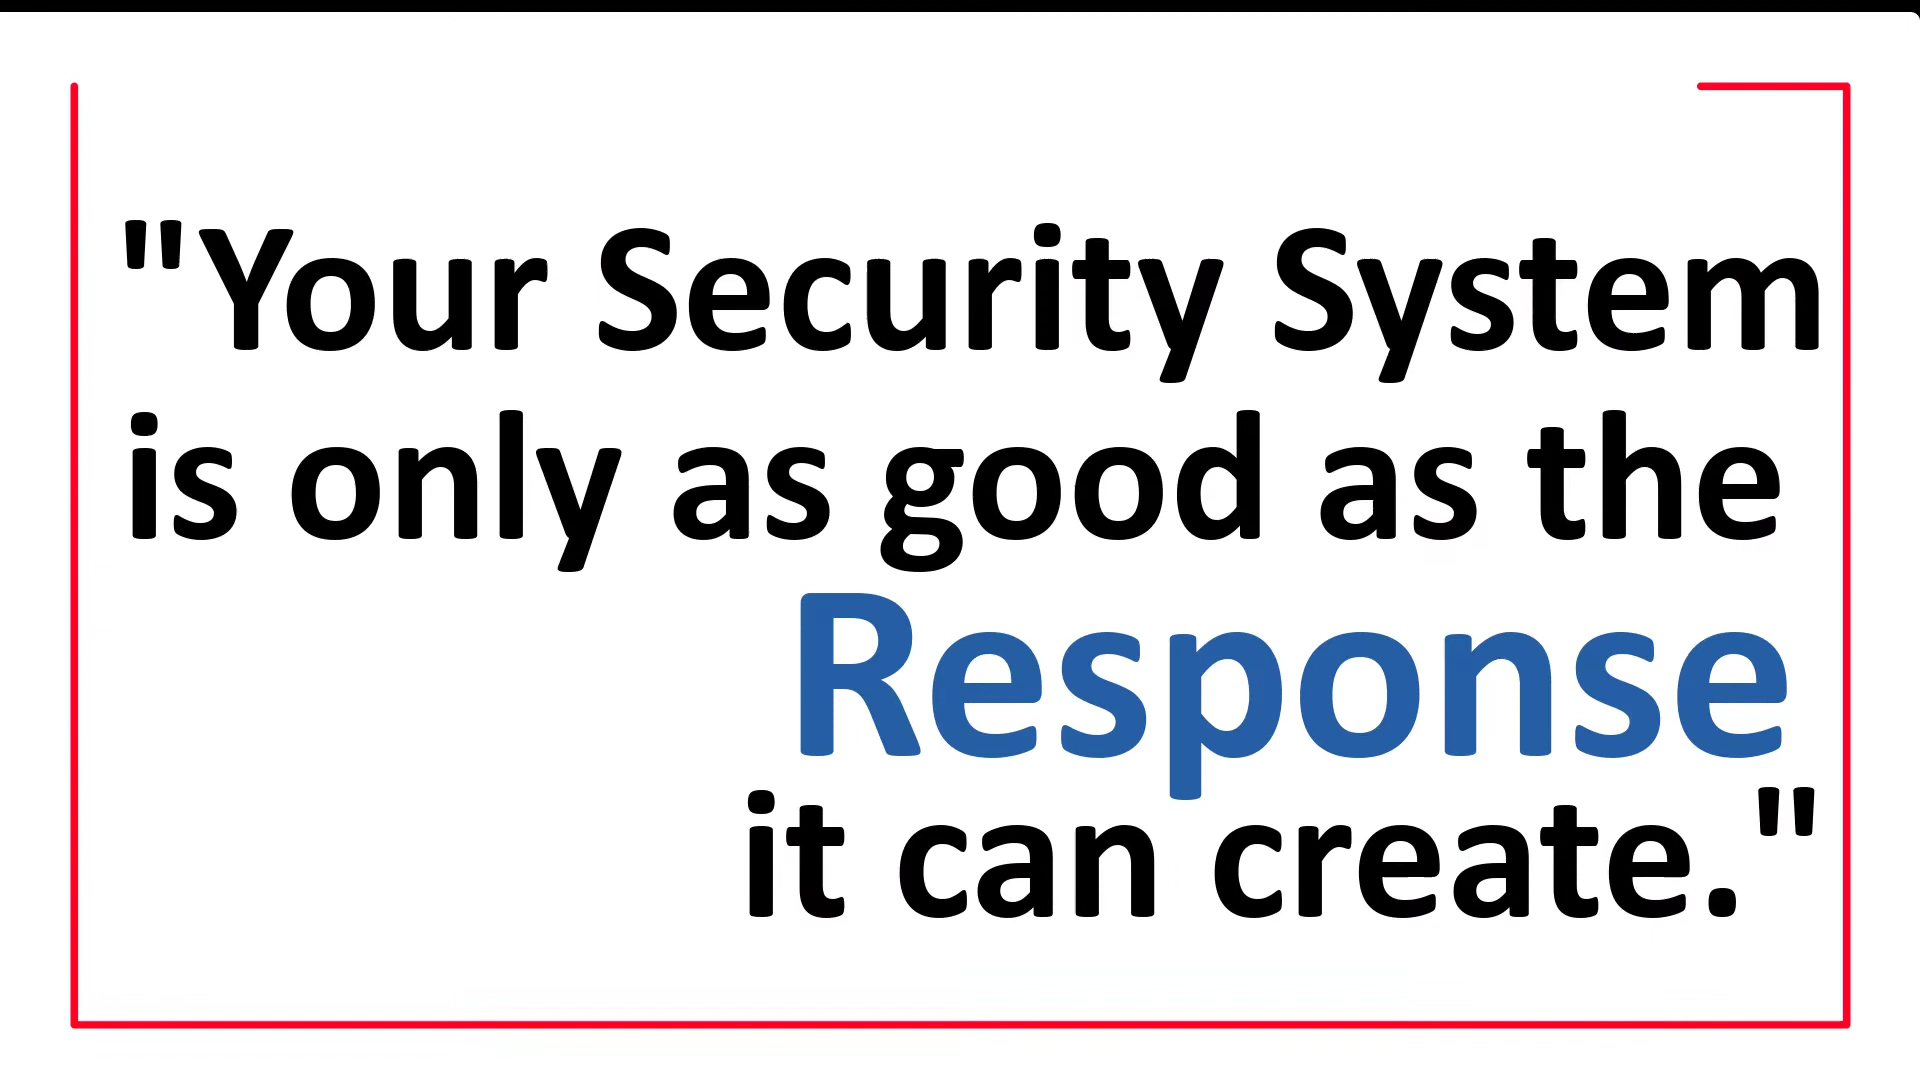 "Your Security System
is only as good as the
Response
it can create."